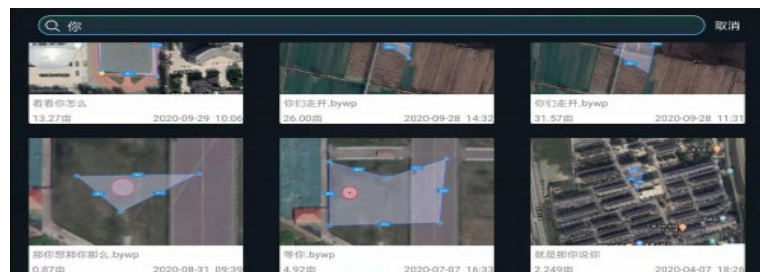 你
取消
看看你怎么
13.27亩 2020-09-29 10:06
你们走开.bywp
26.00亩 2020-09-28 14:32
你们走开.bywp
31.57亩 2020-09-28 11:31
那你想那你那么.bywp
0.87亩 2020-08-31 09:39
等你.bywp
4.92亩 2020-07-07 16:33
就是那你说你
2.249亩 2020-04-07 18:26